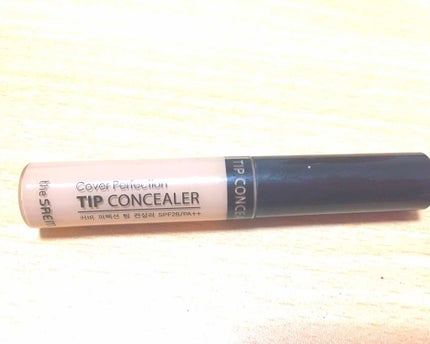 Cover Perfection
TIP CONCEALER
커버 퍼펙션 팁 컨실러 SPF28/PA++
the SAEM
TIP CONCE